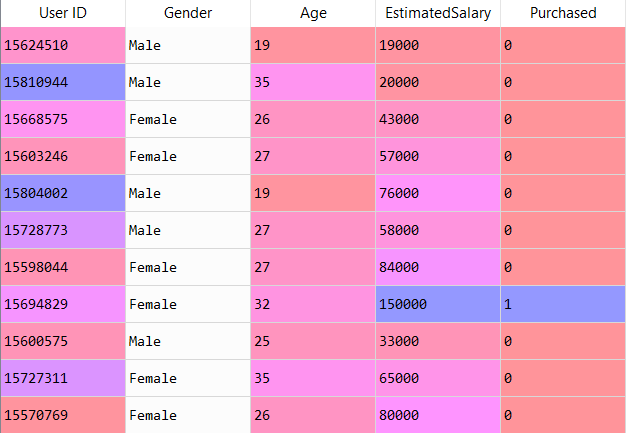 User ID Gender Age EstimatedSalary Purchased
15624510 Male 19 19000 0
15810944 Male 35 20000 0
15668575 Female 26 43000 0
15603246 Female 27 57000 0
15804002 Male 19 76000 0
15728773 Male 27 58000 0
15598044 Female 27 84000 0
15694829 Female 32 150000 1
15600575 Male 25 33000 0
15727311 Female 35 65000 0
15570769 Female 26 80000 0